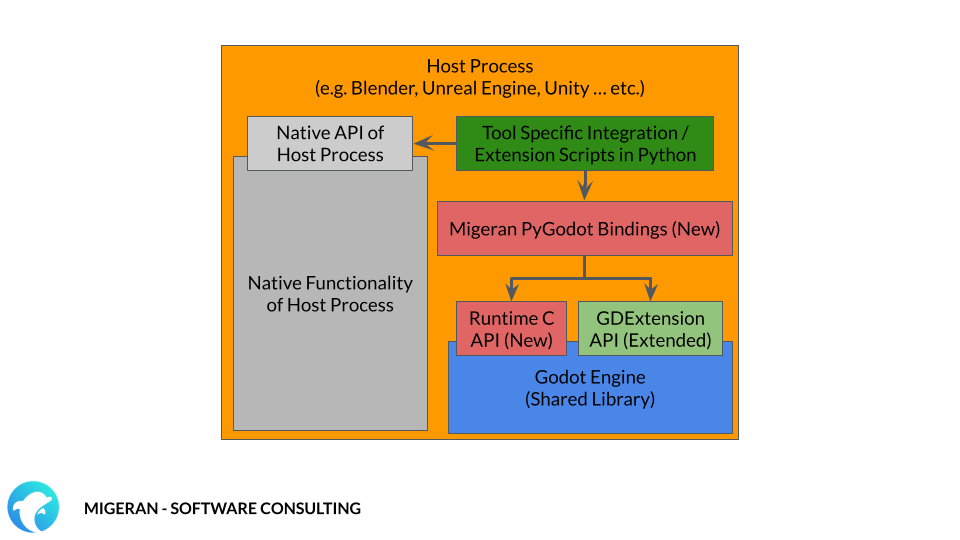 Host Process
(e.g. Blender, Unreal Engine, Unity ... etc.)
Native API of
Host Process
Tool Specific Integration /
Extension Scripts in Python
Migeran PyGodot Bindings (New)
Native Functionality
of Host Process
Runtime C
API (New)
GDExtension
API (Extended)
Godot Engine
(Shared Library)
MIGERAN - SOFTWARE CONSULTING